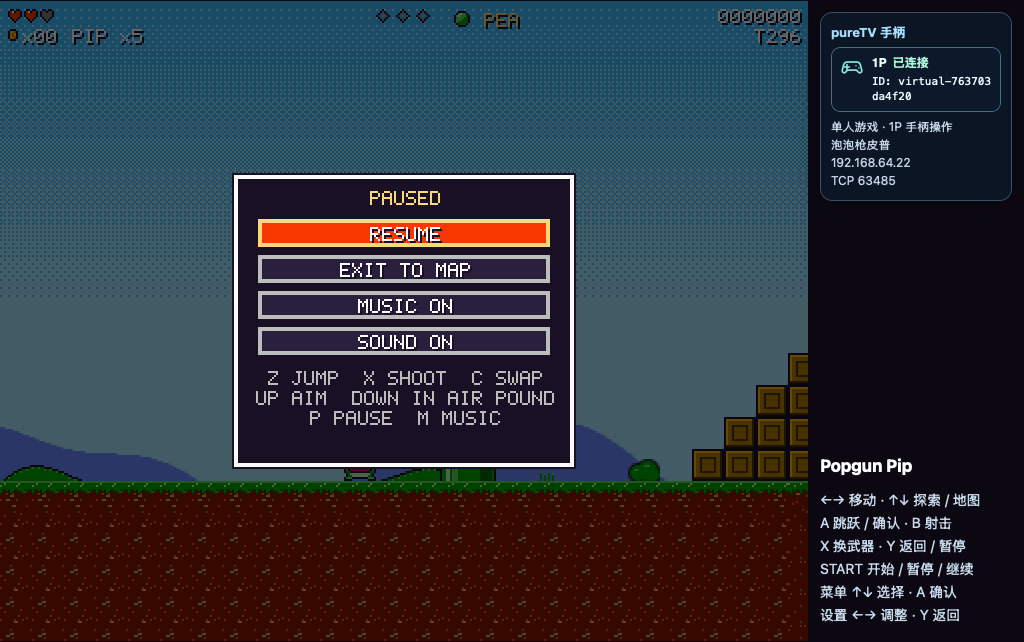 x00 PIP x5
PEA
0000000
T296
PAUSED
RESUME
EXIT TO MAP
MUSIC ON
SOUND ON
Z JUMP X SHOOT C SWAP
UP AIM DOWN IN AIR POUND
P PAUSE M MUSIC
pureTV 手柄
1P 已连接
ID: virtual-763703
da4f20
单人游戏 · 1P 手柄操作
泡泡枪皮普
192.168.64.22
TCP 63485
Popgun Pip
←→ 移动 · ↑↓ 探索 / 地图
A 跳跃 / 确认 · B 射击
X 换武器 · Y 返回 / 暂停
START 开始 / 暂停 / 继续
菜单 ↑↓ 选择 · A 确认
设置 ←→ 调整 · Y 返回